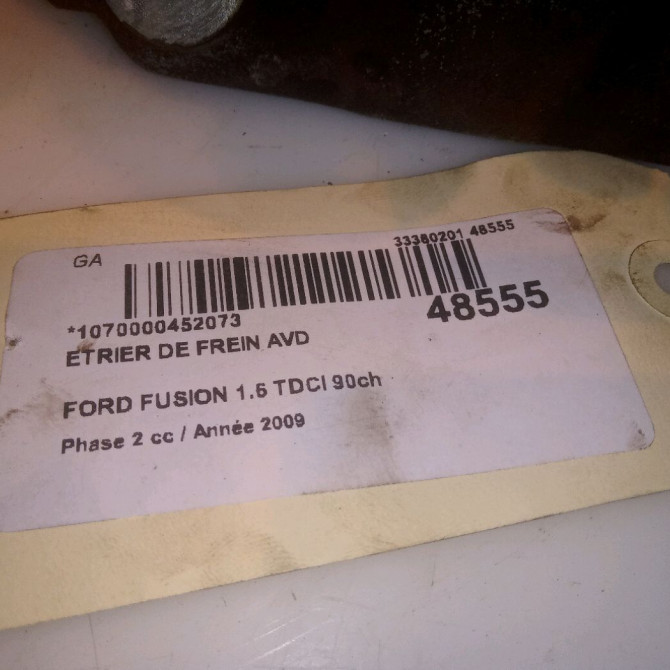 GA
33380201 48555
*1070000452073
48555
ETRIER DE FREIN AVD
FORD FUSION 1.6 TDCI 90ch
Phase 2 cc / Année 2009